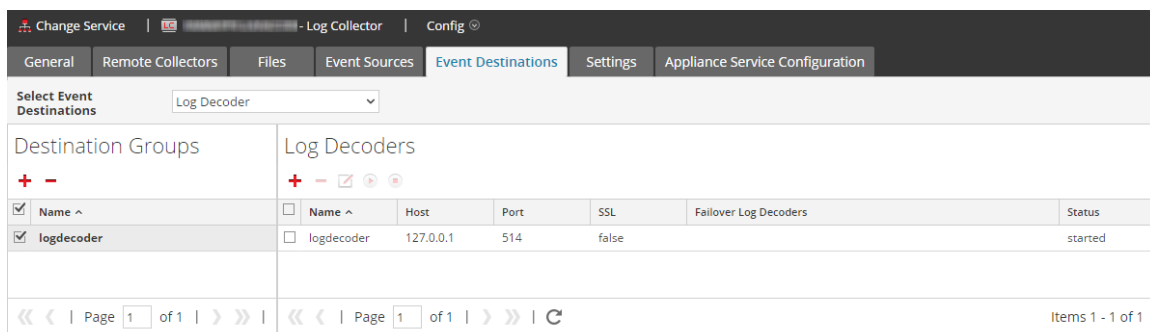 Change Service | LC - Log Collector | Config
General Remote Collectors Files Event Sources Event Destinations Settings Appliance Service Configuration
Select Event
Destinations
Log Decoder
Destination Groups
Log Decoders
Name Name Host Port SSL Failover Log Decoders Status
logdecoder logdecoder 127.0.0.1 514 false started
| Page 1 of 1 | | | Page 1 of 1 | | Items 1 - 1 of 1